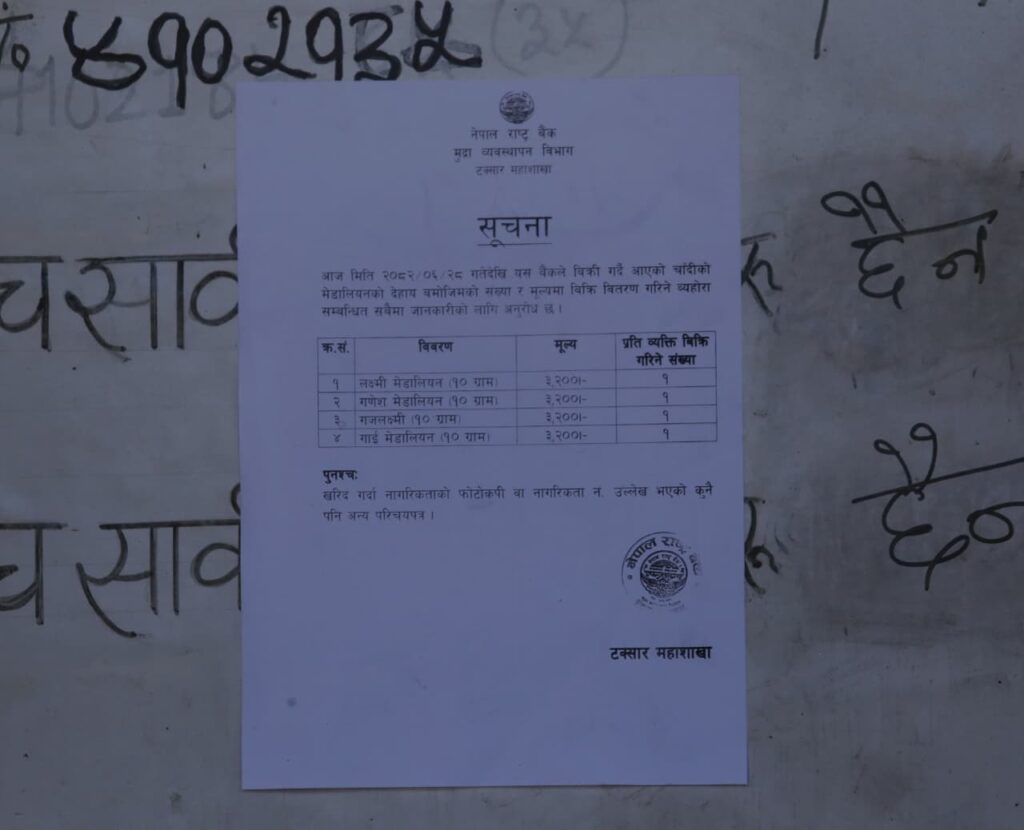 ५१०२१३५
(३५)
नेपाल राष्ट्र बैंक
मुद्रा व्यवस्थापन विभाग
टक्सार महाशाखा
सूचना
आज मिति २०८२/०६/२८ गतेदेखि यस बैंकले बिक्री गर्दै आएको चाँदीको
मेडालियनको देहाय बमोजिमको संख्या र मूल्यमा बिक्रि वितरण गरिने व्यहोरा
सम्बन्धित सबैमा जानकारीको लागि अनुरोध छ ।
क्र.सं. विवरण मूल्य प्रति व्यक्ति बिक्रि गरिने संख्या
१ लक्ष्मी मेडालियन (१० ग्राम) ३,२००।- १
२ गणेश मेडालियन (१० ग्राम) ३,२००।- १
३ गजलक्ष्मी (१० ग्राम) ३,२००।- १
४ गाई मेडालियन (१० ग्राम) ३,२००।- १
पुनश्चः
खरिद गर्दा नागरिकताको फोटोकपी वा नागरिकता न. उल्लेख भएको कुनै
पनि अन्य परिचयपत्र ।
नेपाल राष्ट्र बैंक
टक्सार महाशाखा
च सार्व
छैन
च सार्व
छैन